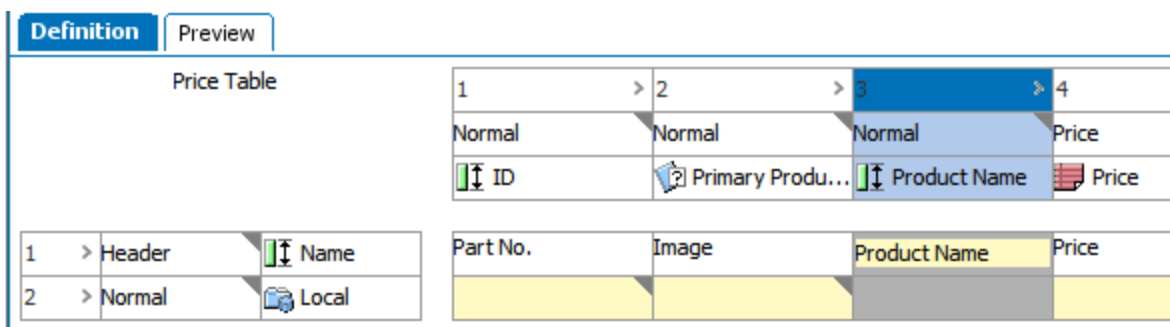 Definition Preview
Price Table
1 > 2 > 3 > 4
Normal Normal Normal Price
ID Primary Produ... Product Name Price
1 > Header Name Part No. Image Product Name Price
2 > Normal Local